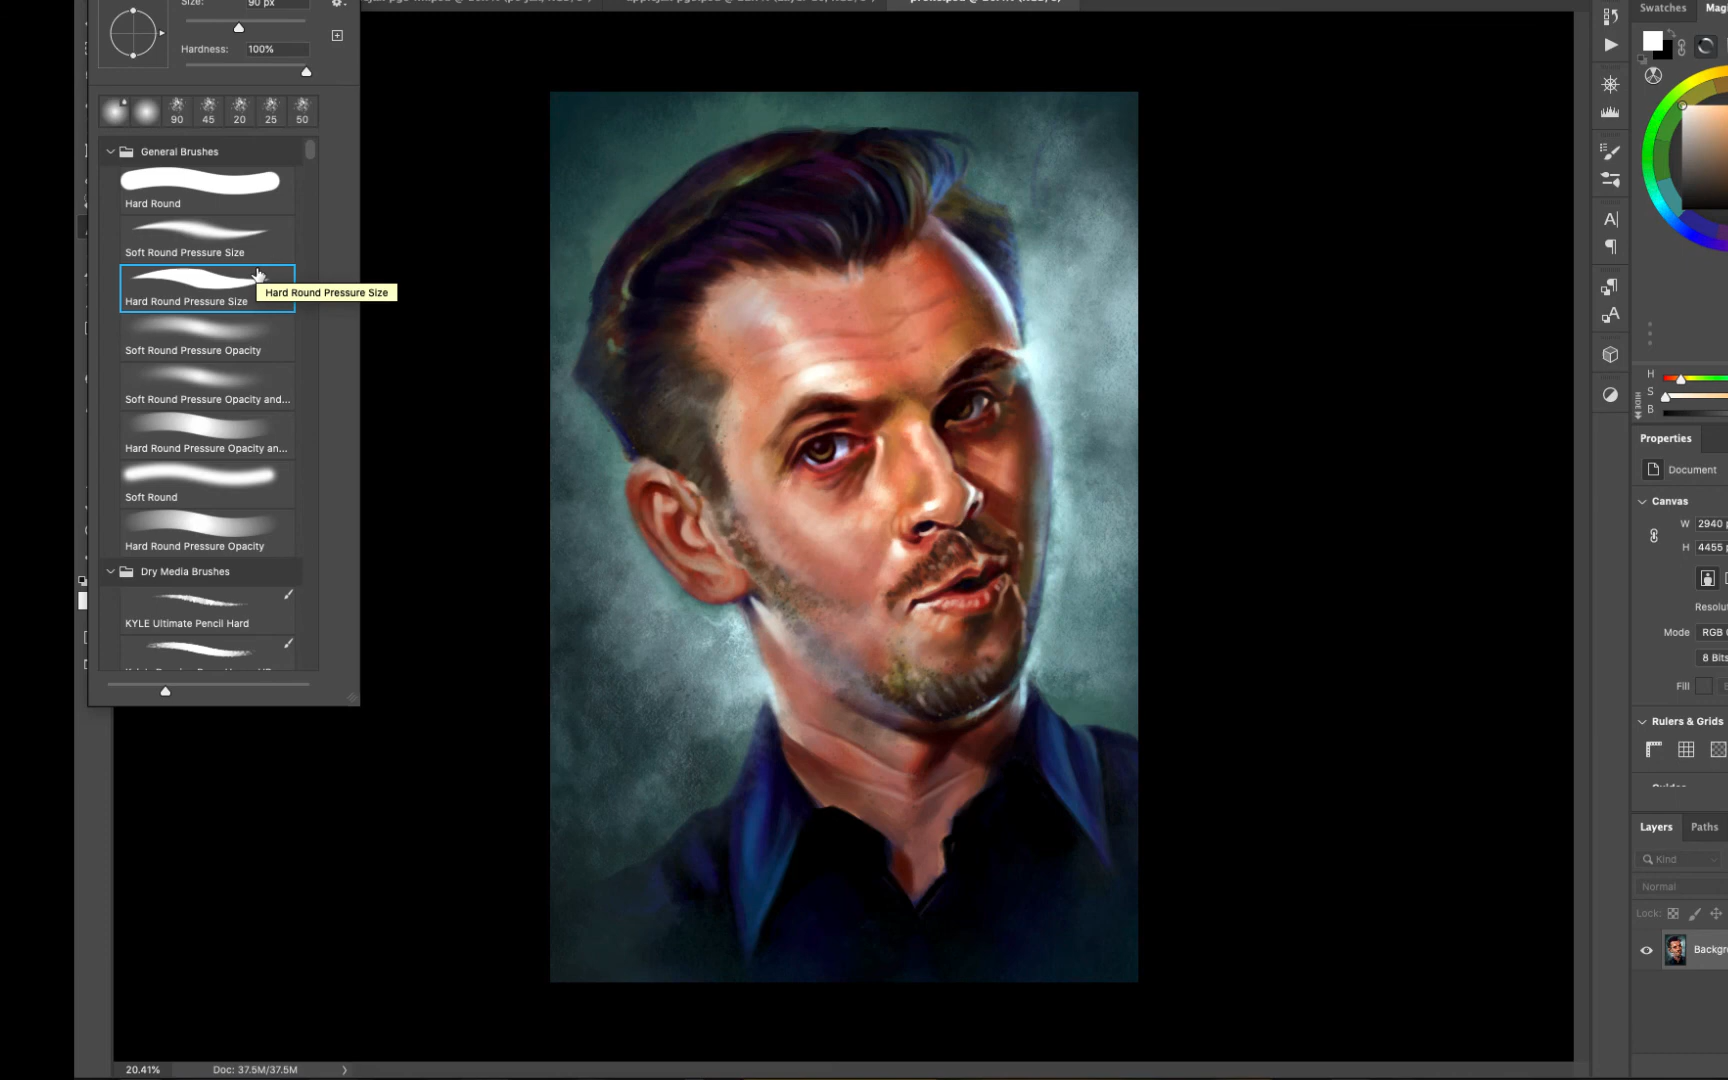 Size: 90 px
Swatches
Hardness: 100%
90 45 20 25 50
General Brushes
Hard Round
Soft Round Pressure Size
Hard Round Pressure Size
Hard Round Pressure Size
Soft Round Pressure Opacity
Soft Round Pressure Opacity and...
Hard Round Pressure Opacity an...
Soft Round
Hard Round Pressure Opacity
Dry Media Brushes
KYLE Ultimate Pencil Hard
H
S
B
HIDE
Properties
Document
Canvas
W 2940
H 4455
Mode RGB
Fill
Rulers & Grids
Layers Paths
Kind
Normal
Lock:
20.41% Doc: 37.5M/37.5M